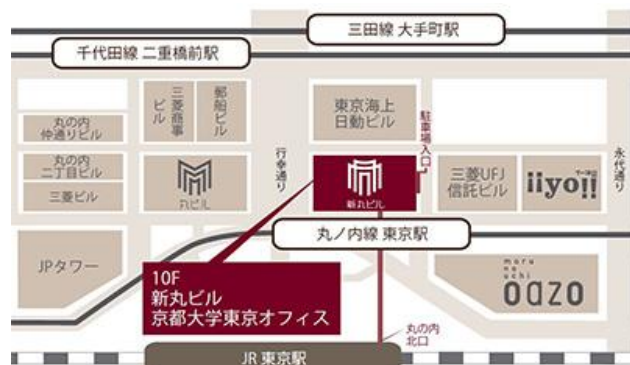 三田線 大手町駅
千代田線 二重橋前駅
丸の内
仲通りビル
三菱商事
ビル
郵船ビル
東京海上
日動ビル
駐車場入口
行幸通り
永代通り
丸の内
二丁目ビル
三菱ビル
丸ビル
新丸ビル
三菱UFJ
信託ビル
iiyo!!
丸ノ内線 東京駅
JPタワー
10F
新丸ビル
京都大学東京オフィス
maru
no
uchi
oazo
丸の内
北口
JR 東京駅